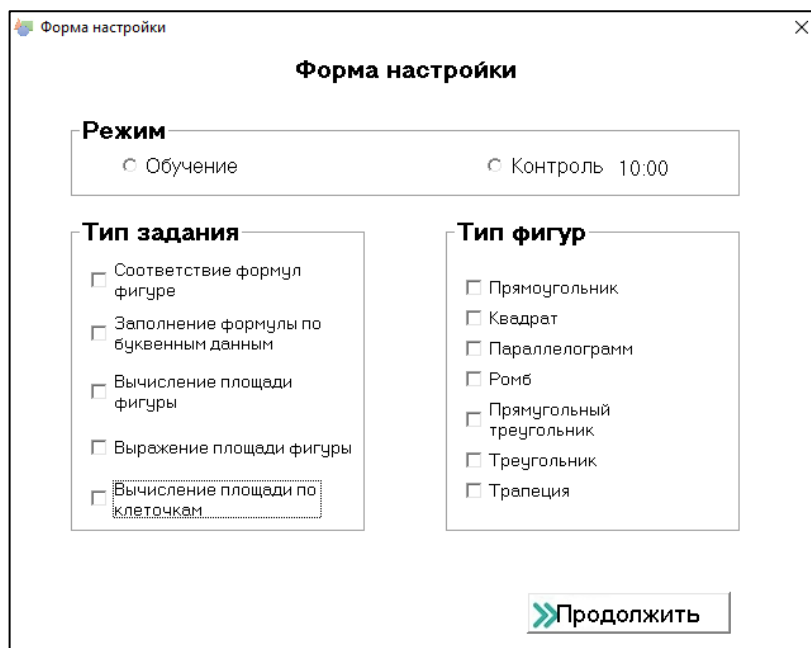 Форма настройки
Форма настройки
Режим
Обучение
Контроль 10:00
Тип задания
Соответствие формул
фигуре
Заполнение формулы по
буквенным данным
Вычисление площади
фигуры
Выражение площади фигуры
Вычисление площади по
клеточкам
Тип фигур
Прямоугольник
Квадрат
Параллелограмм
Ромб
Прямугольный
треугольник
Треугольник
Трапеция
Продолжить